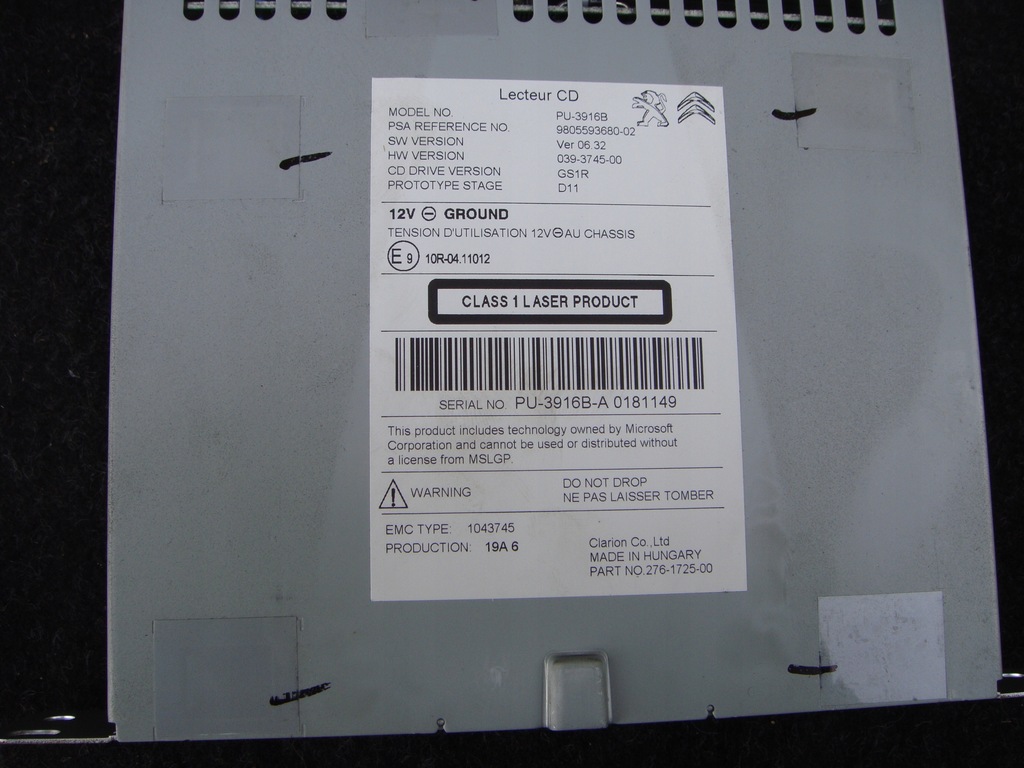 Lecteur CD
MODEL NO. PU-3916B
PSA REFERENCE NO. 9805593680-02
SW VERSION Ver 06.32
HW VERSION 039-3745-00
CD DRIVE VERSION GS1R
PROTOTYPE STAGE D11
12V ⊖ GROUND
TENSION D'UTILISATION 12V⊖AU CHASSIS
E9 10R-04.11012
CLASS 1 LASER PRODUCT
SERIAL NO. PU-3916B-A 0181149
This product includes technology owned by Microsoft
Corporation and cannot be used or distributed without
a license from MSLGP.
WARNING
DO NOT DROP
NE PAS LAISSER TOMBER
EMC TYPE: 1043745
PRODUCTION: 19A 6
Clarion Co.,Ltd
MADE IN HUNGARY
PART NO.276-1725-00